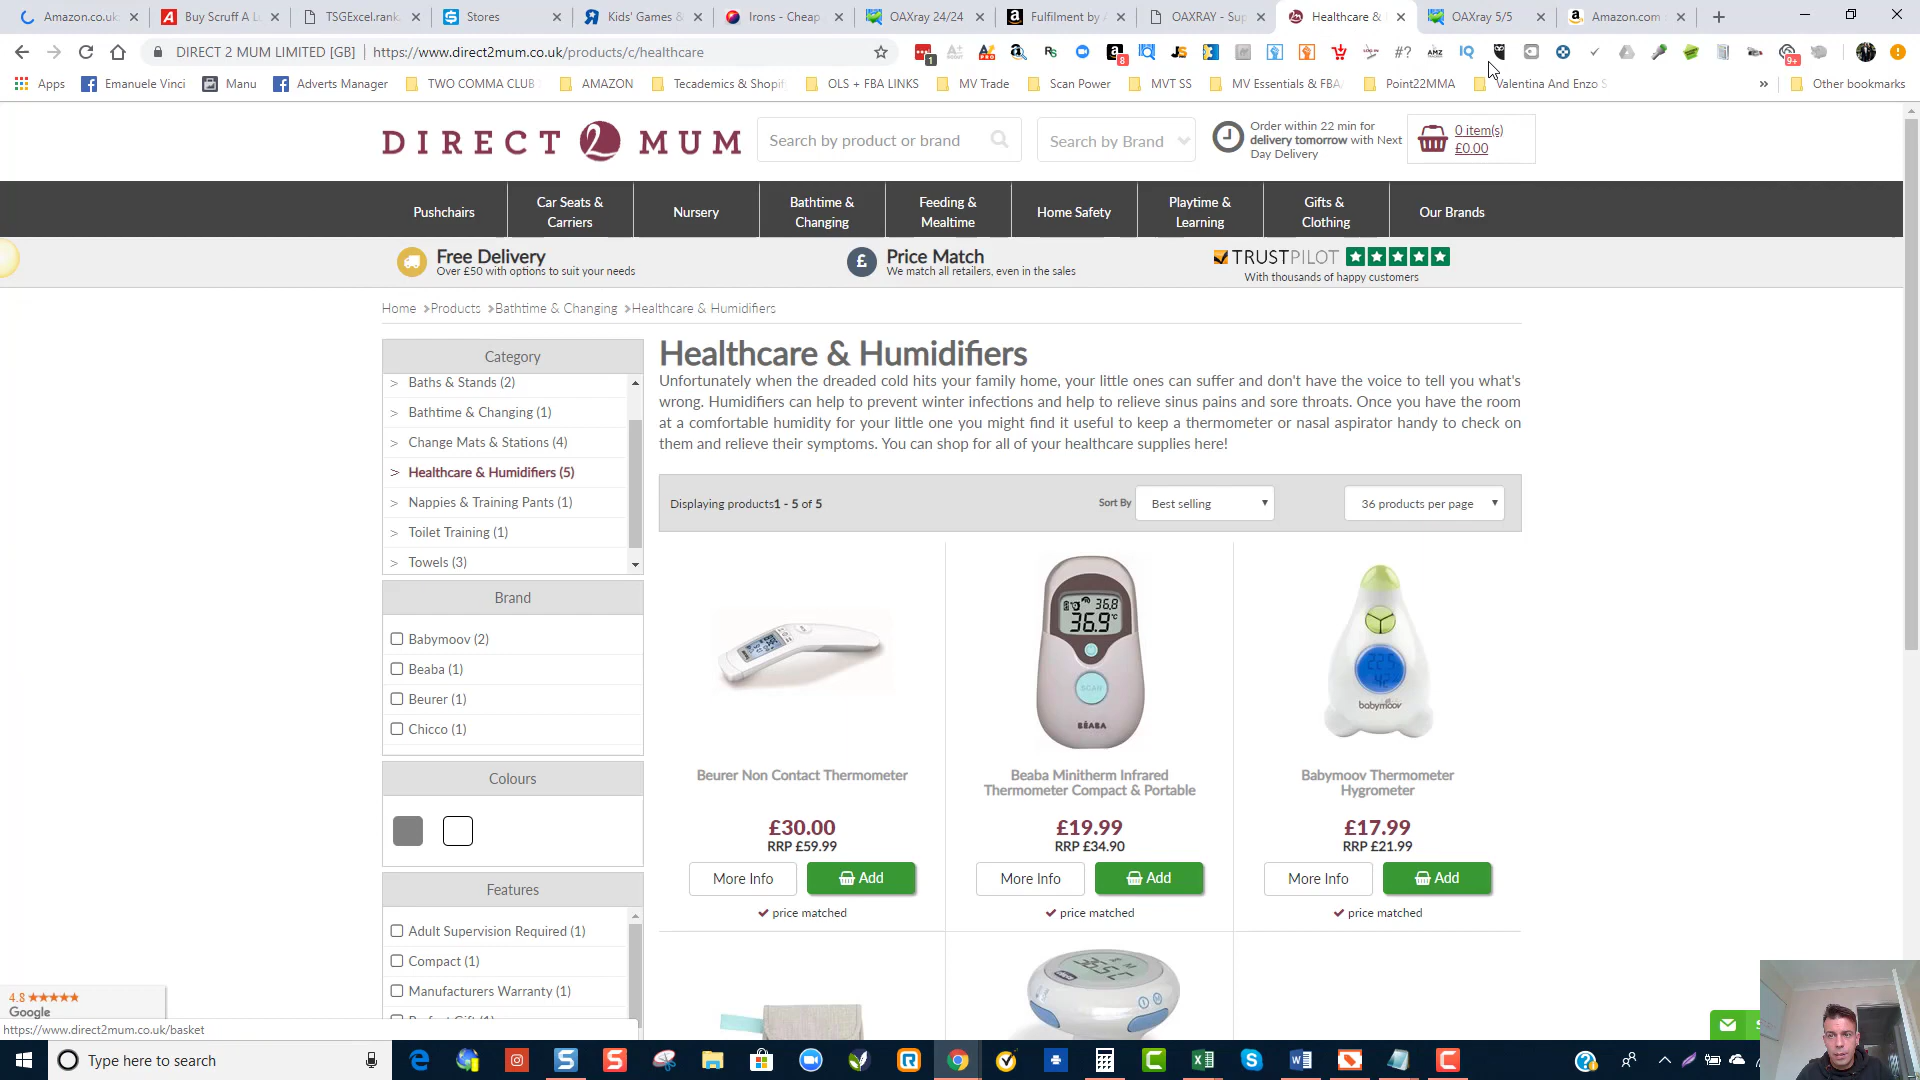 Amazon.co.uk:
Buy Scruff A L
TSGExcel.rank
Stores
Kids' Games &
Irons - Cheap
OAXray 24/24
Fulfilment by
OAXRAY - Sup
Healthcare &
OAXray 5/5
Amazon.com
DIRECT 2 MUM LIMITED [GB]
https://www.direct2mum.co.uk/products/c/healthcare
Apps
Emanuele Vinci
Manu
Adverts Manager
TWO COMMA CLUB
AMAZON
Tecademics & Shopif
OLS + FBA LINKS
MV Trade
Scan Power
MVT SS
MV Essentials & FBA
Point22MMA
Valentina And Enzo S
Other bookmarks
DIRECT 2 MUM
Search by product or brand
Search by Brand
Order within 22 min for
delivery tomorrow with Next
Day Delivery
0 item(s)
£0.00
Pushchairs
Car Seats &
Carriers
Nursery
Bathtime &
Changing
Feeding &
Mealtime
Home Safety
Playtime &
Learning
Gifts &
Clothing
Our Brands
Free Delivery
Over £50 with options to suit your needs
£
Price Match
We match all retailers, even in the sales
TRUSTPILOT
With thousands of happy customers
Home >Products >Bathtime & Changing >Healthcare & Humidifiers
Category
> Baths & Stands (2)
> Bathtime & Changing (1)
> Change Mats & Stations (4)
> Healthcare & Humidifiers (5)
> Nappies & Training Pants (1)
> Toilet Training (1)
> Towels (3)
Brand
Babymoov (2)
Beaba (1)
Beurer (1)
Chicco (1)
Colours
Features
Adult Supervision Required (1)
Compact (1)
Manufacturers Warranty (1)
Healthcare & Humidifiers
Unfortunately when the dreaded cold hits your family home, your little ones can suffer and don't have the voice to tell you what's
wrong. Humidifiers can help to prevent winter infections and help to relieve sinus pains and sore throats. Once you have the room
at a comfortable humidity for your little one you might find it useful to keep a thermometer or nasal aspirator handy to check on
them and relieve their symptoms. You can shop for all of your healthcare supplies here!
Displaying products1 - 5 of 5
Sort By
Best selling
36 products per page
36.8
36.9
SCAN
BÉABA
babymoov
Beurer Non Contact Thermometer
£30.00
RRP £59.99
More Info
Add
price matched
Beaba Minitherm Infrared
Thermometer Compact & Portable
£19.99
RRP £34.90
More Info
Add
price matched
Babymoov Thermometer
Hygrometer
£17.99
RRP £21.99
More Info
Add
price matched
4.8
Google
https://www.direct2mum.co.uk/basket
Type here to search